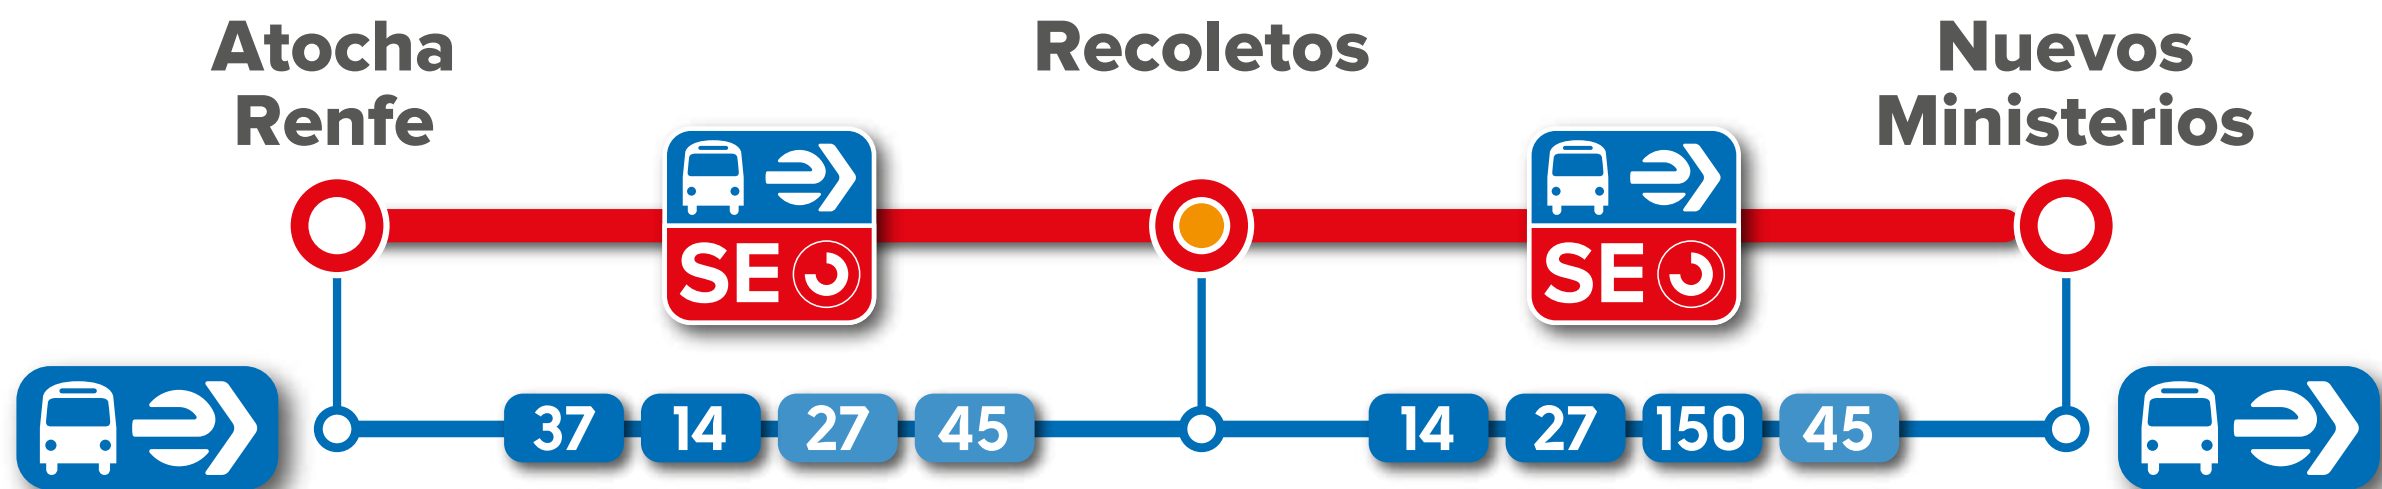 Atocha
Renfe
Recoletos
Nuevos
Ministerios
SE
SE
37 14 27 45
14 27 150 45